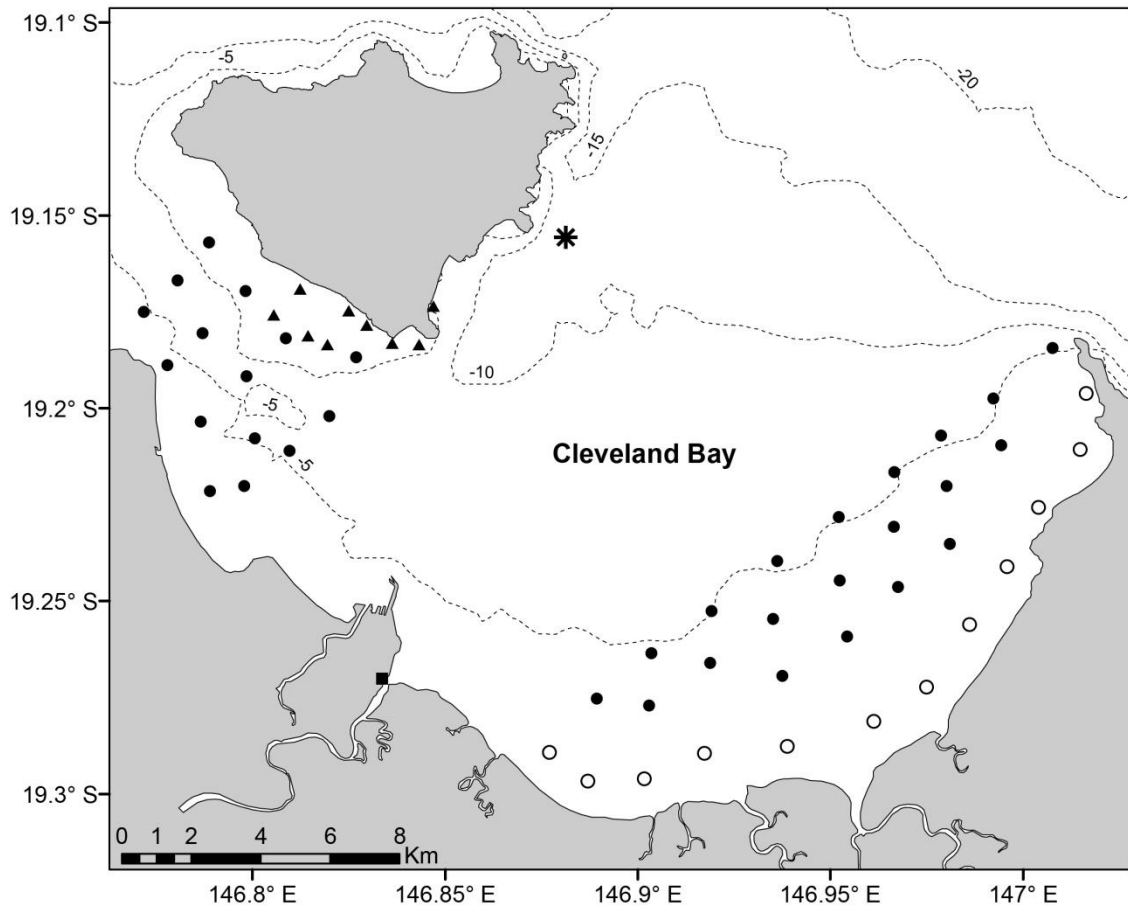 19.1° S
-5
9
-20
-15
19.15° S
-10
19.2° S
-5
Cleveland Bay
-5
19.25° S
19.3° S
0 1 2 4 6 8
Km
146.8° E 146.85° E 146.9° E 146.95° E 147° E